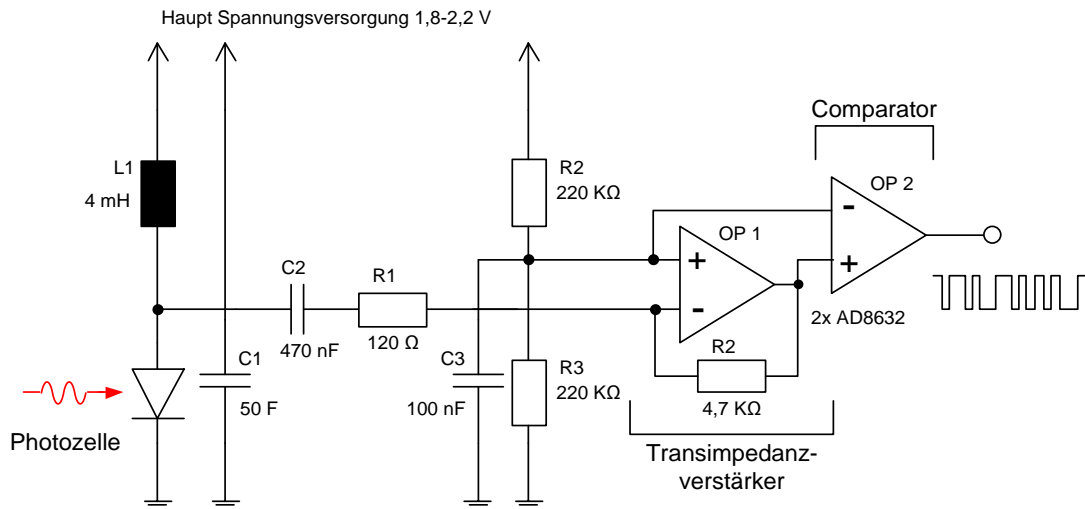 Haupt Spannungsversorgung 1,8-2,2 V
Comparator
L1
4 mH
R2
220 KΩ
OP 2
-
+
OP 1
+
-
C2
470 nF
R1
120 Ω
2x AD8632
C1
50 F
C3
100 nF
R3
220 KΩ
R2
4,7 KΩ
Photozelle
Transimpedanz-
verstärker